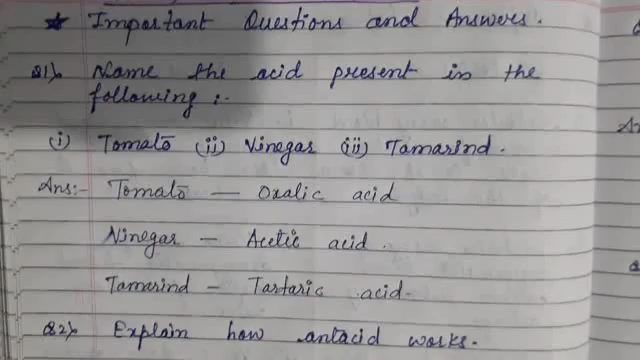 ★ Important Questions and Answers.
Q1) Name the acid present in the
following :-
(i) Tomato (ii) Vinegar (iii) Tamarind.
Ans:- Tomato — Oxalic acid
Vinegar — Acetic acid.
Tamarind - Tartaric acid.
Q2) Explain how antacid works.